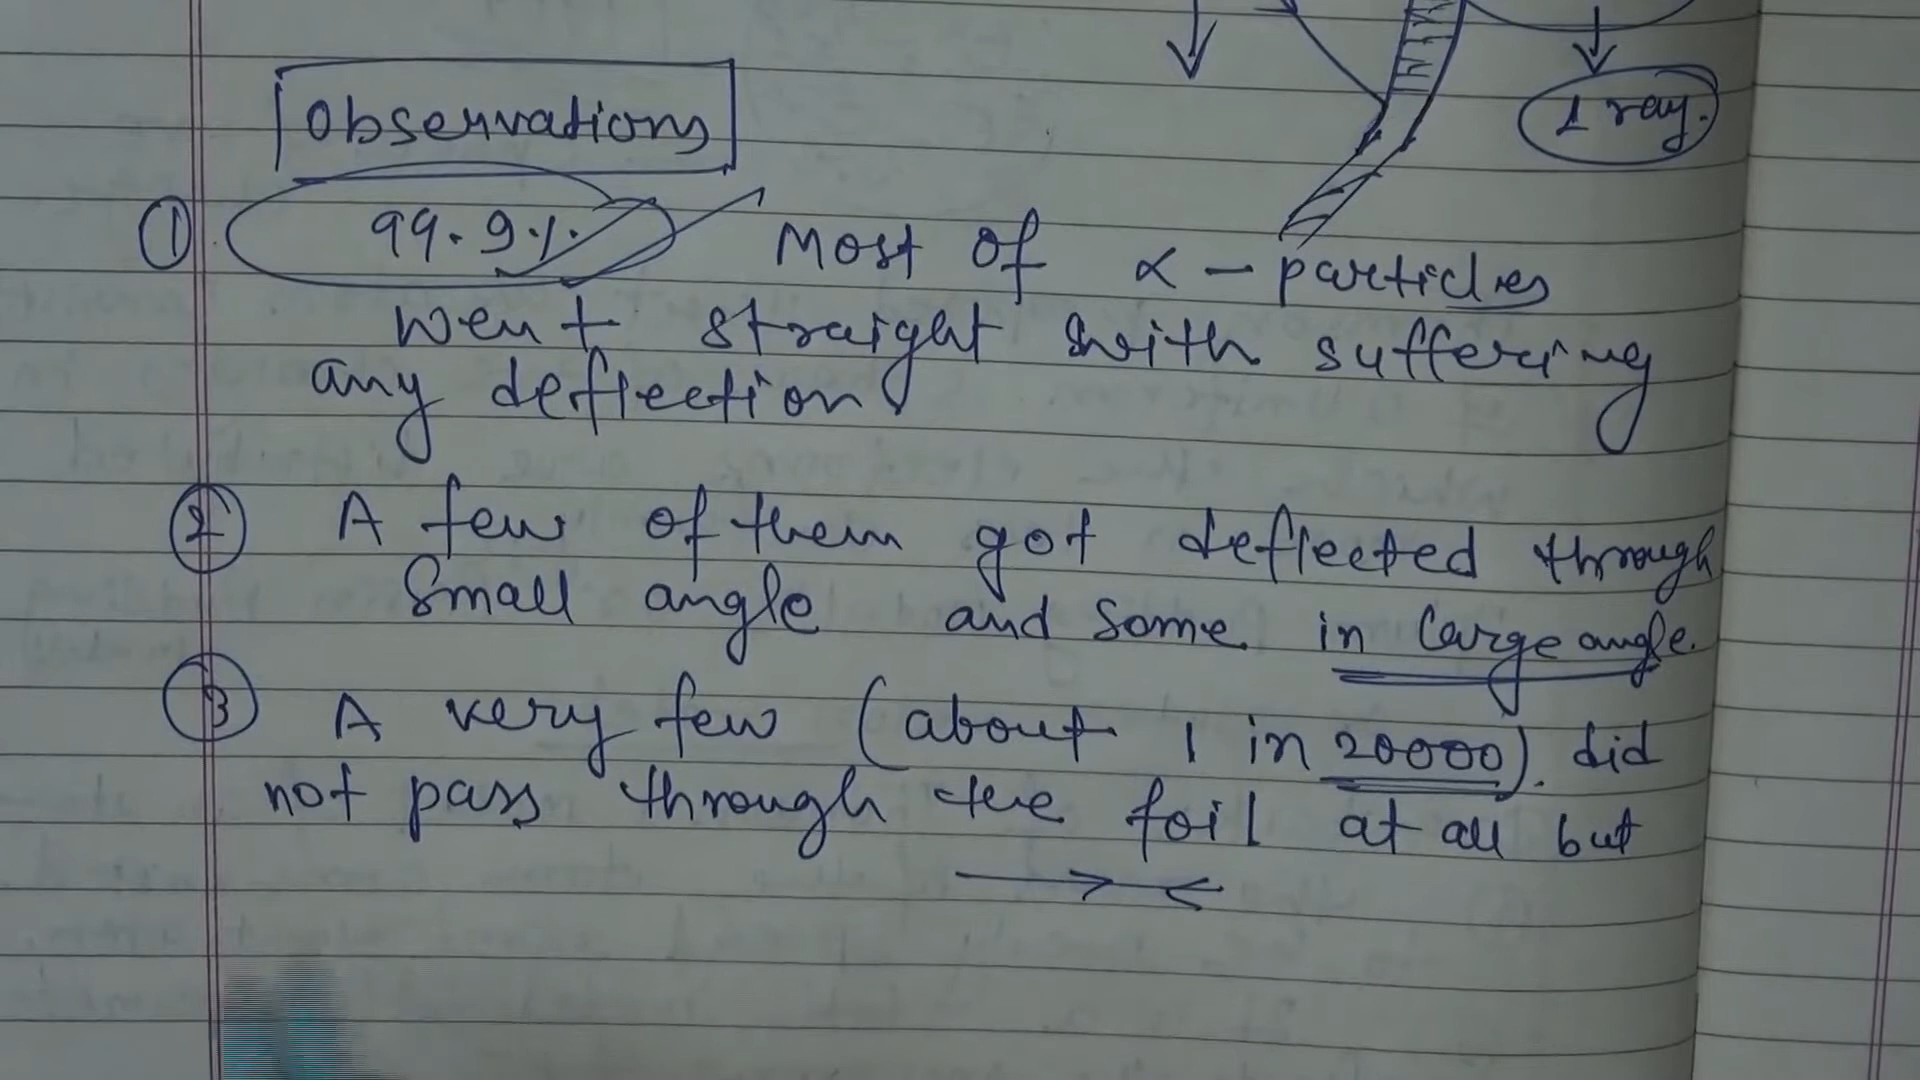 1 ray.
Observations
① 99.9% Most of α - particles
went straight with suffering
any deflection
② A few of them got deflected through
small angle and some in large angle.
③ A very few (about 1 in 20000). did
not pass through the foil at all but